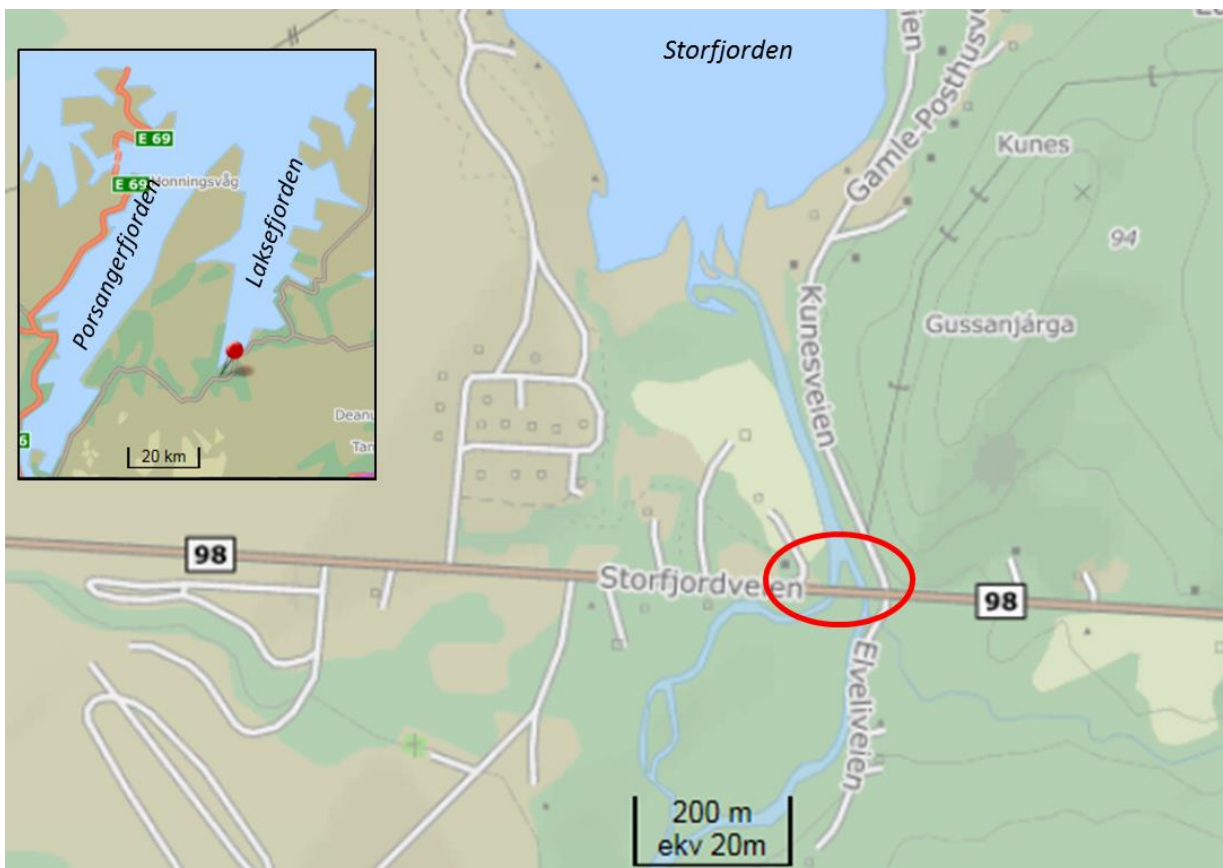 Storfjorden
Gamle-Posthusv
Kunes
94
Gussanjárga
Kunesveien
E 69
E 69
Honningsvåg
Porsangerfjorden
Laksefjorden
6
Deanu
Tan
20 km
98
Storfjordveien
98
Elveliveien
200 m
ekv 20m